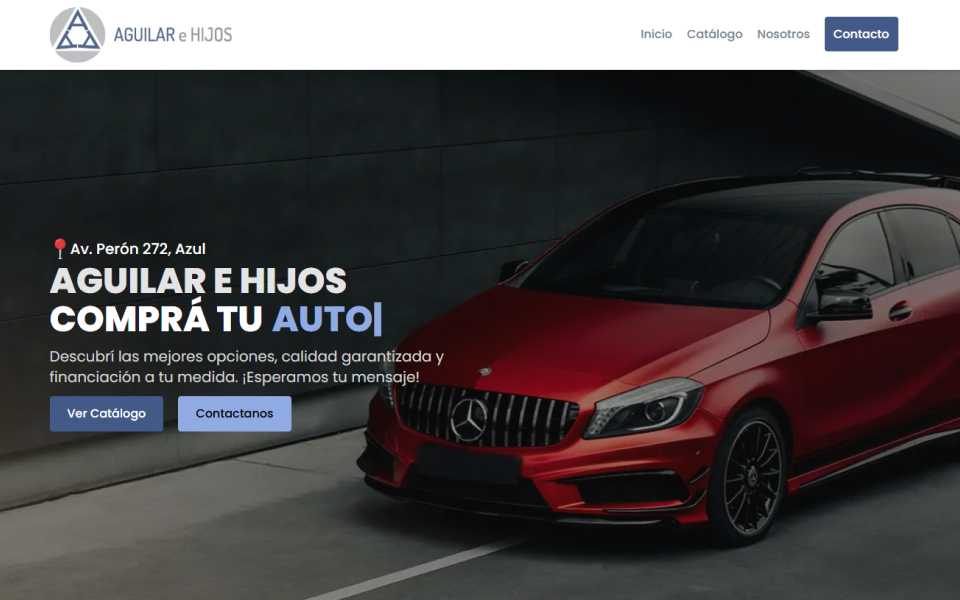 AGUILAR e HIJOS
Inicio
Catálogo
Nosotros
Contacto
📍Av. Perón 272, Azul
AGUILAR E HIJOS
COMPRÁ TU AUTO|
Descubrí las mejores opciones, calidad garantizada y
financiación a tu medida. ¡Esperamos tu mensaje!
Ver Catálogo
Contactanos